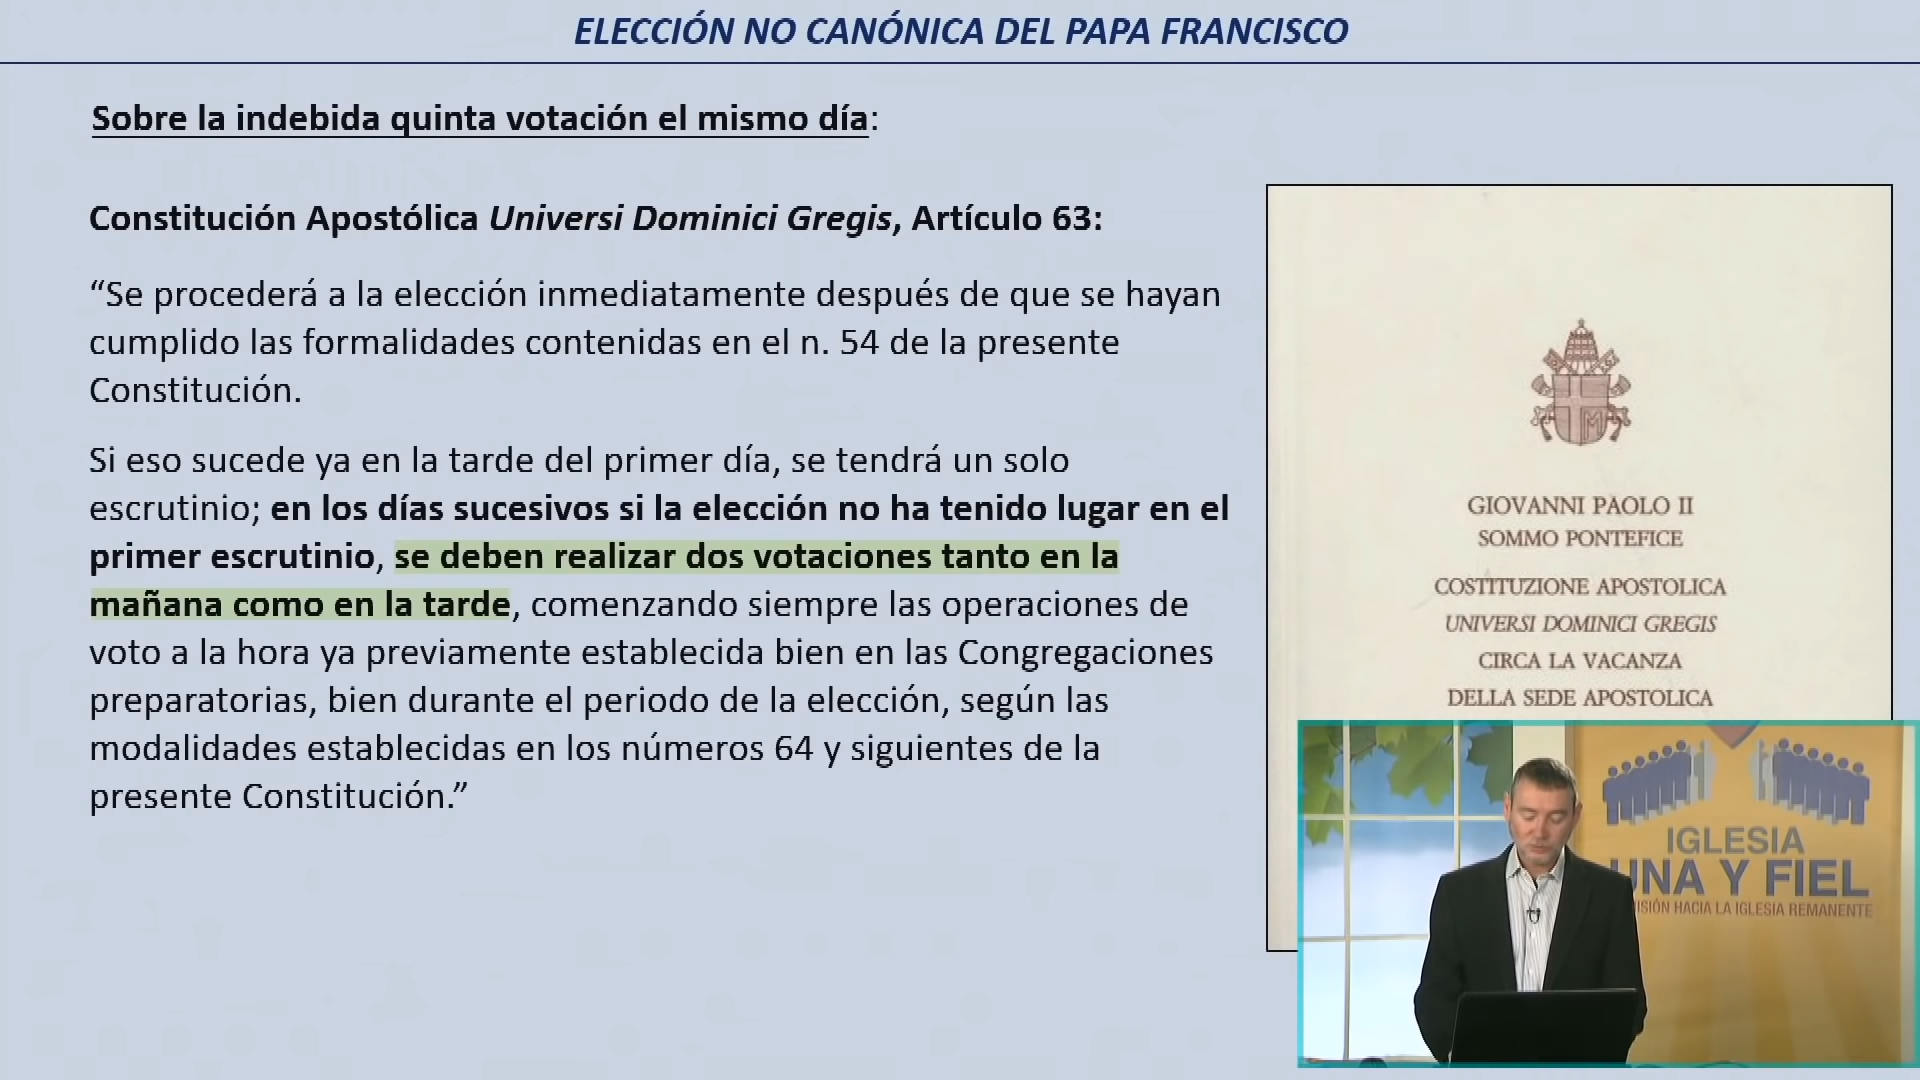 ELECCIÓN NO CANÓNICA DEL PAPA FRANCISCO
Sobre la indebida quinta votación el mismo día:
Constitución Apostólica Universi Dominici Gregis, Artículo 63:
“Se procederá a la elección inmediatamente después de que se hayan
cumplido las formalidades contenidas en el n. 54 de la presente
Constitución.
Si eso sucede ya en la tarde del primer día, se tendrá un solo
escrutinio; en los días sucesivos si la elección no ha tenido lugar en el
primer escrutinio, se deben realizar dos votaciones tanto en la
mañana como en la tarde, comenzando siempre las operaciones de
voto a la hora ya previamente establecida bien en las Congregaciones
preparatorias, bien durante el periodo de la elección, según las
modalidades establecidas en los números 64 y siguientes de la
presente Constitución.”
GIOVANNI PAOLO II
SOMMO PONTEFICE
COSTITUZIONE APOSTOLICA
UNIVERSI DOMINICI GREGIS
CIRCA LA VACANZA
DELLA SEDE APOSTOLICA
IGLESIA
UNA Y FIEL
HACIA LA IGLESIA REMANENTE